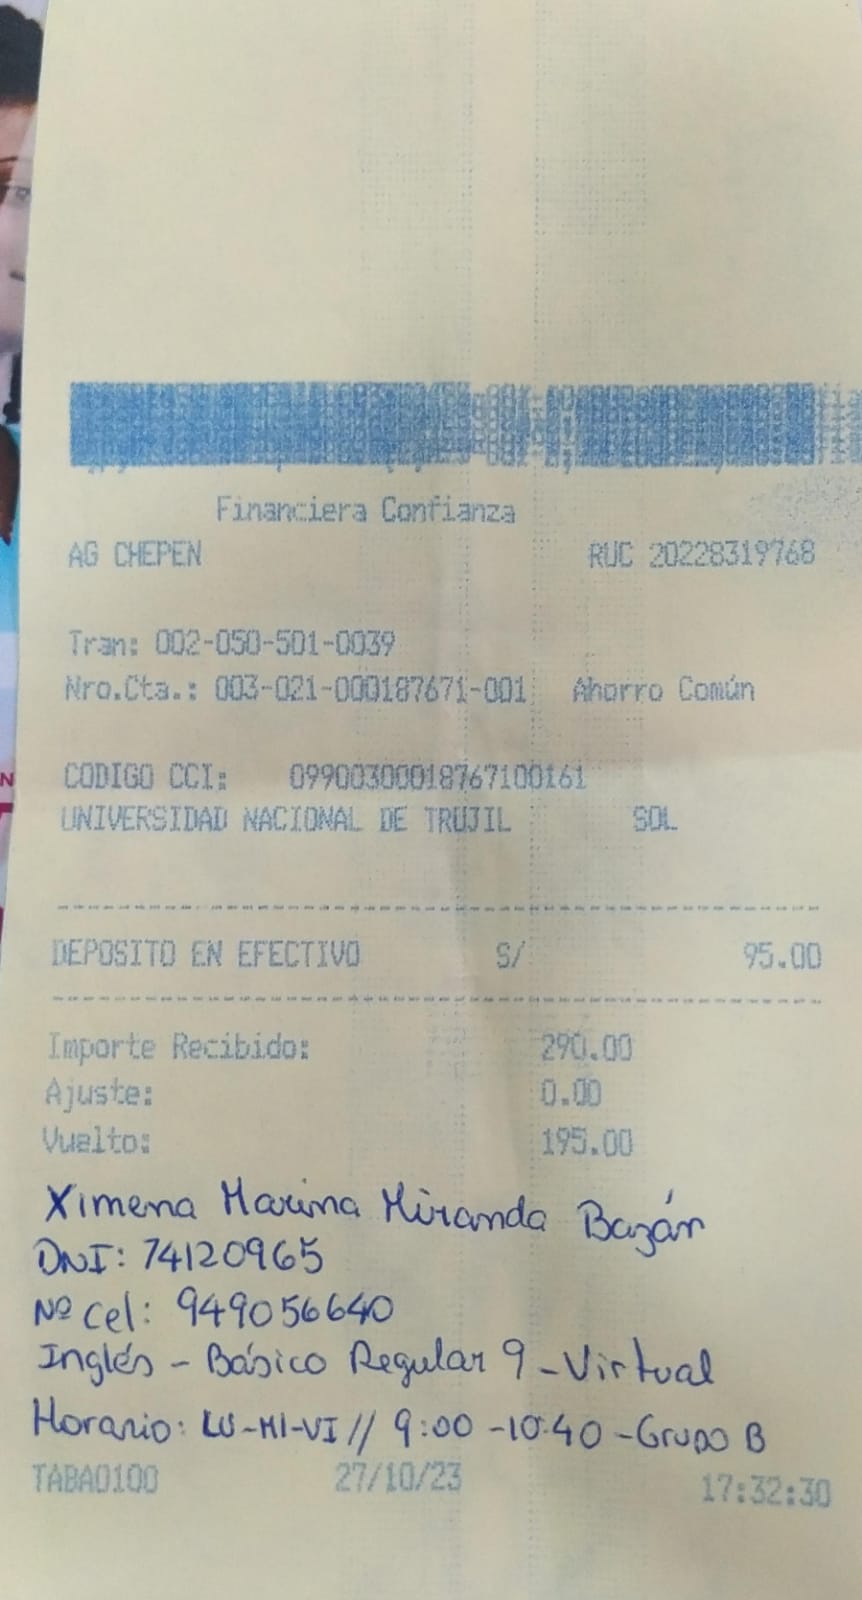 Financiera Confianza
AG CHEPEN RUC 20228319768
Tran: 002-050-501-0039
Nro.Cta.: 003-021-000187671-001 Ahorro Común
CODIGO CCI: 09900300018767100161
UNIVERSIDAD NACIONAL DE TRUJIL SOL
DEPOSITO EN EFECTIVO S/ 95.00
Importe Recibido: 290.00
Ajuste: 0.00
Vuelto: 195.00
Ximena Marina Miranda Bazán
DNI: 74120965
Nº cel: 949056640
Inglés - Básico Regular 9 - Virtual
Horario: LU-MI-VI // 9:00 -10:40 - Grupo B
TABA0100 27/10/23 17:32:30